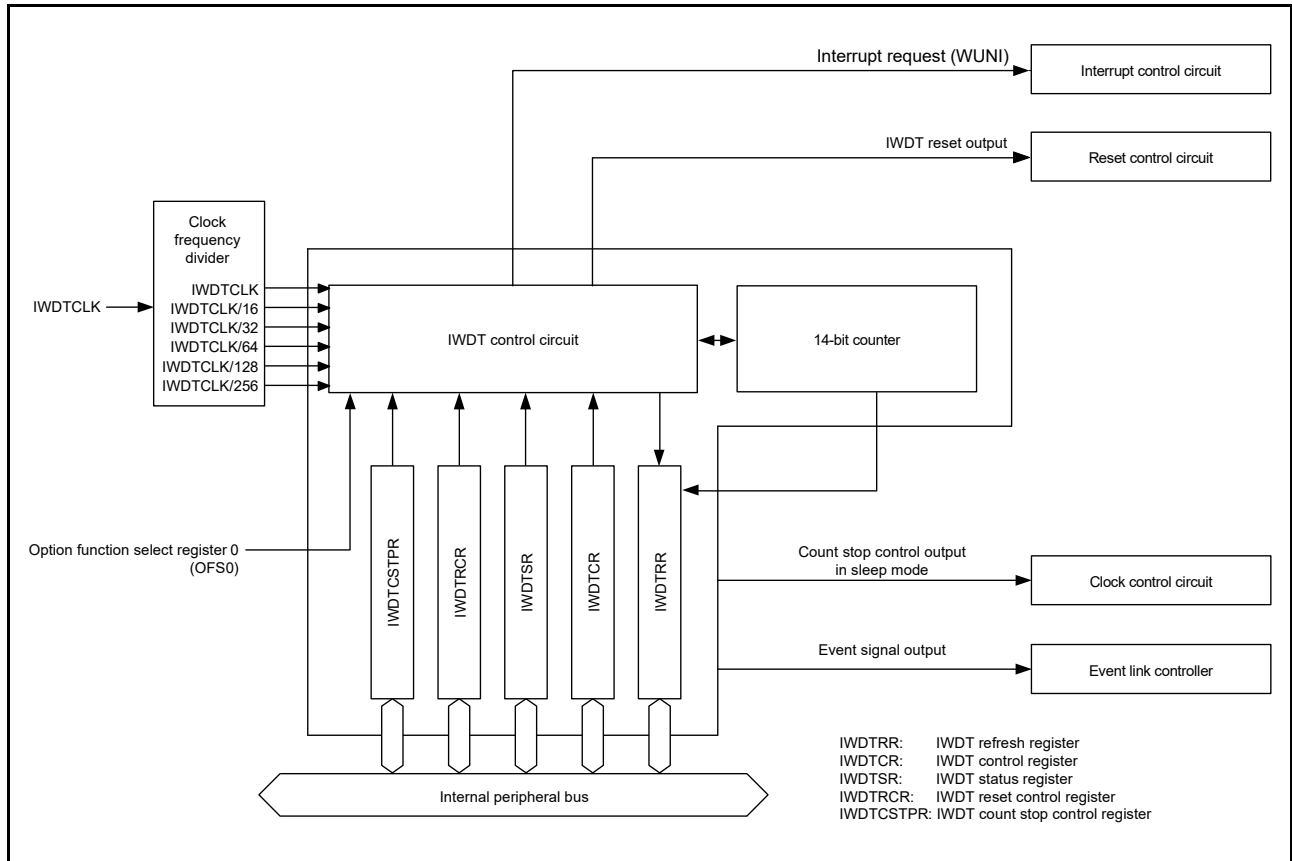 Interrupt request (WUNI)
Interrupt control circuit
IWDT reset output
Reset control circuit
Clock
frequency
divider
IWDTCLK
IWDTCLK
IWDTCLK/16
IWDTCLK/32
IWDTCLK/64
IWDTCLK/128
IWDTCLK/256
IWDT control circuit
14-bit counter
Option function select register 0
(OFS0)
IWDTCSTPR
IWDTRCR
IWDTSR
IWDTCR
IWDTRR
Count stop control output
in sleep mode
Clock control circuit
Event signal output
Event link controller
Internal peripheral bus
IWDTRR: IWDT refresh register
IWDTCR: IWDT control register
IWDTSR: IWDT status register
IWDTRCR: IWDT reset control register
IWDTCSTPR: IWDT count stop control register